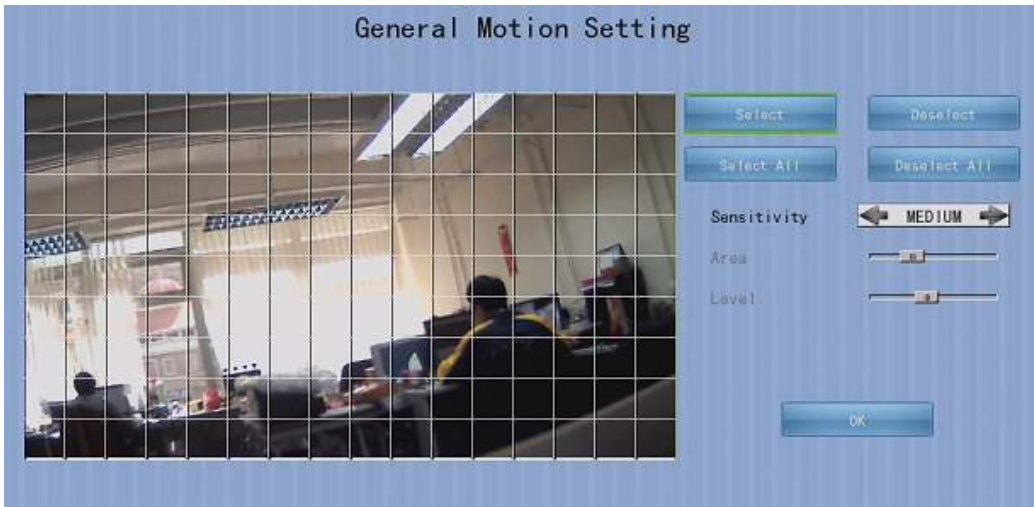 General Motion Setting
Select
Deselect
Select All
Deselect All
Sensitivity
MEDIUM
Area
Level
OK